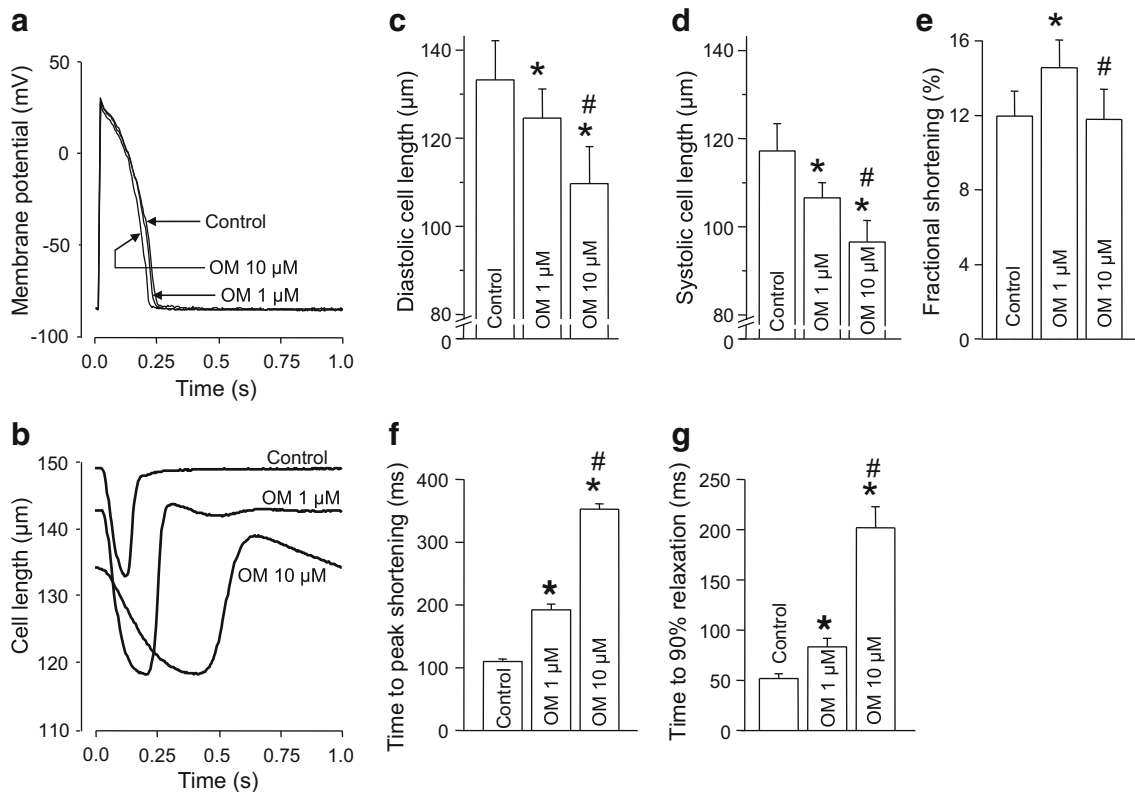 a
Membrane potential (mV)
50
0
-50
-100
Control
OM 10 µM
OM 1 µM
0.0 0.25 0.5 0.75 1.0
Time (s)
b
Cell length (µm)
150
140
130
120
110
Control
OM 1 µM
OM 10 µM
0.0 0.25 0.5 0.75 1.0
Time (s)
c
Diastolic cell length (µm)
140
120
100
80
0
*
#
*
Control
OM 1 µM
OM 10 µM
d
Systolic cell length (µm)
140
120
100
80
0
*
#
*
Control
OM 1 µM
OM 10 µM
e
Fractional shortening (%)
16
12
8
4
0
*
#
Control
OM 1 µM
OM 10 µM
f
Time to peak shortening (ms)
400
300
200
100
0
*
#
*
Control
OM 1 µM
OM 10 µM
g
Time to 90% relaxation (ms)
250
200
150
100
50
0
*
#
*
Control
OM 1 µM
OM 10 µM